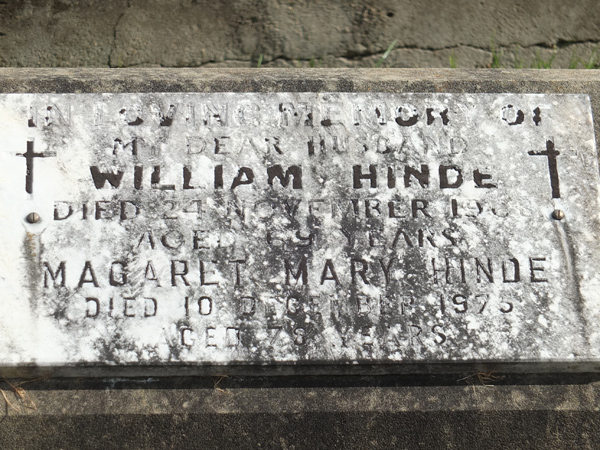 IN LOVING MEMORY OF
MY DEAR HUSBAND
WILLIAM HINDE
DIED 24 NOVEMBER
AGED 69 YEARS
MAGARET MARY HINDE
DIED 10 DECEMBER 1975
AGED YEARS